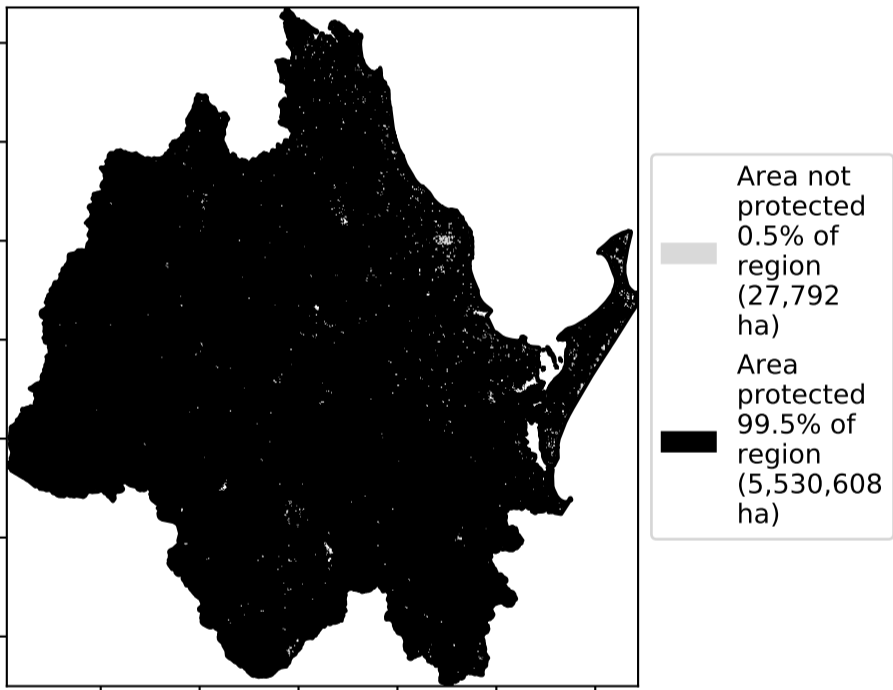 Area not
protected
0.5% of
region
(27,792
ha)
Area
protected
99.5% of
region
(5,530,608
ha)